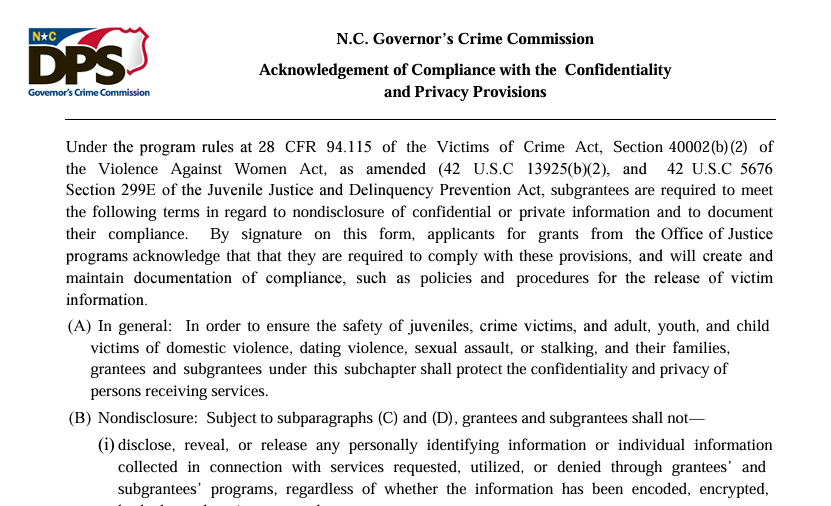 N.C. Governor's Crime Commission
N★C
DPS
Governor's Crime Commission
Acknowledgement of Compliance with the Confidentiality
and Privacy Provisions
Under the program rules at 28 CFR 94.115 of the Victims of Crime Act, Section 40002(b)(2) of
the Violence Against Women Act, as amended (42 U.S.C 13925(b)(2), and 42 U.S.C 5676
Section 299E of the Juvenile Justice and Delinquency Prevention Act, subgrantees are required to meet
the following terms in regard to nondisclosure of confidential or private information and to document
their compliance. By signature on this form, applicants for grants from the Office of Justice
programs acknowledge that that they are required to comply with these provisions, and will create and
maintain documentation of compliance, such as policies and procedures for the release of victim
information.
(A) In general: In order to ensure the safety of juveniles, crime victims, and adult, youth, and child
victims of domestic violence, dating violence, sexual assault, or stalking, and their families,
grantees and subgrantees under this subchapter shall protect the confidentiality and privacy of
persons receiving services.
(B) Nondisclosure: Subject to subparagraphs (C) and (D), grantees and subgrantees shall not—
(i) disclose, reveal, or release any personally identifying information or individual information
collected in connection with services requested, utilized, or denied through grantees' and
subgrantees' programs, regardless of whether the information has been encoded, encrypted,